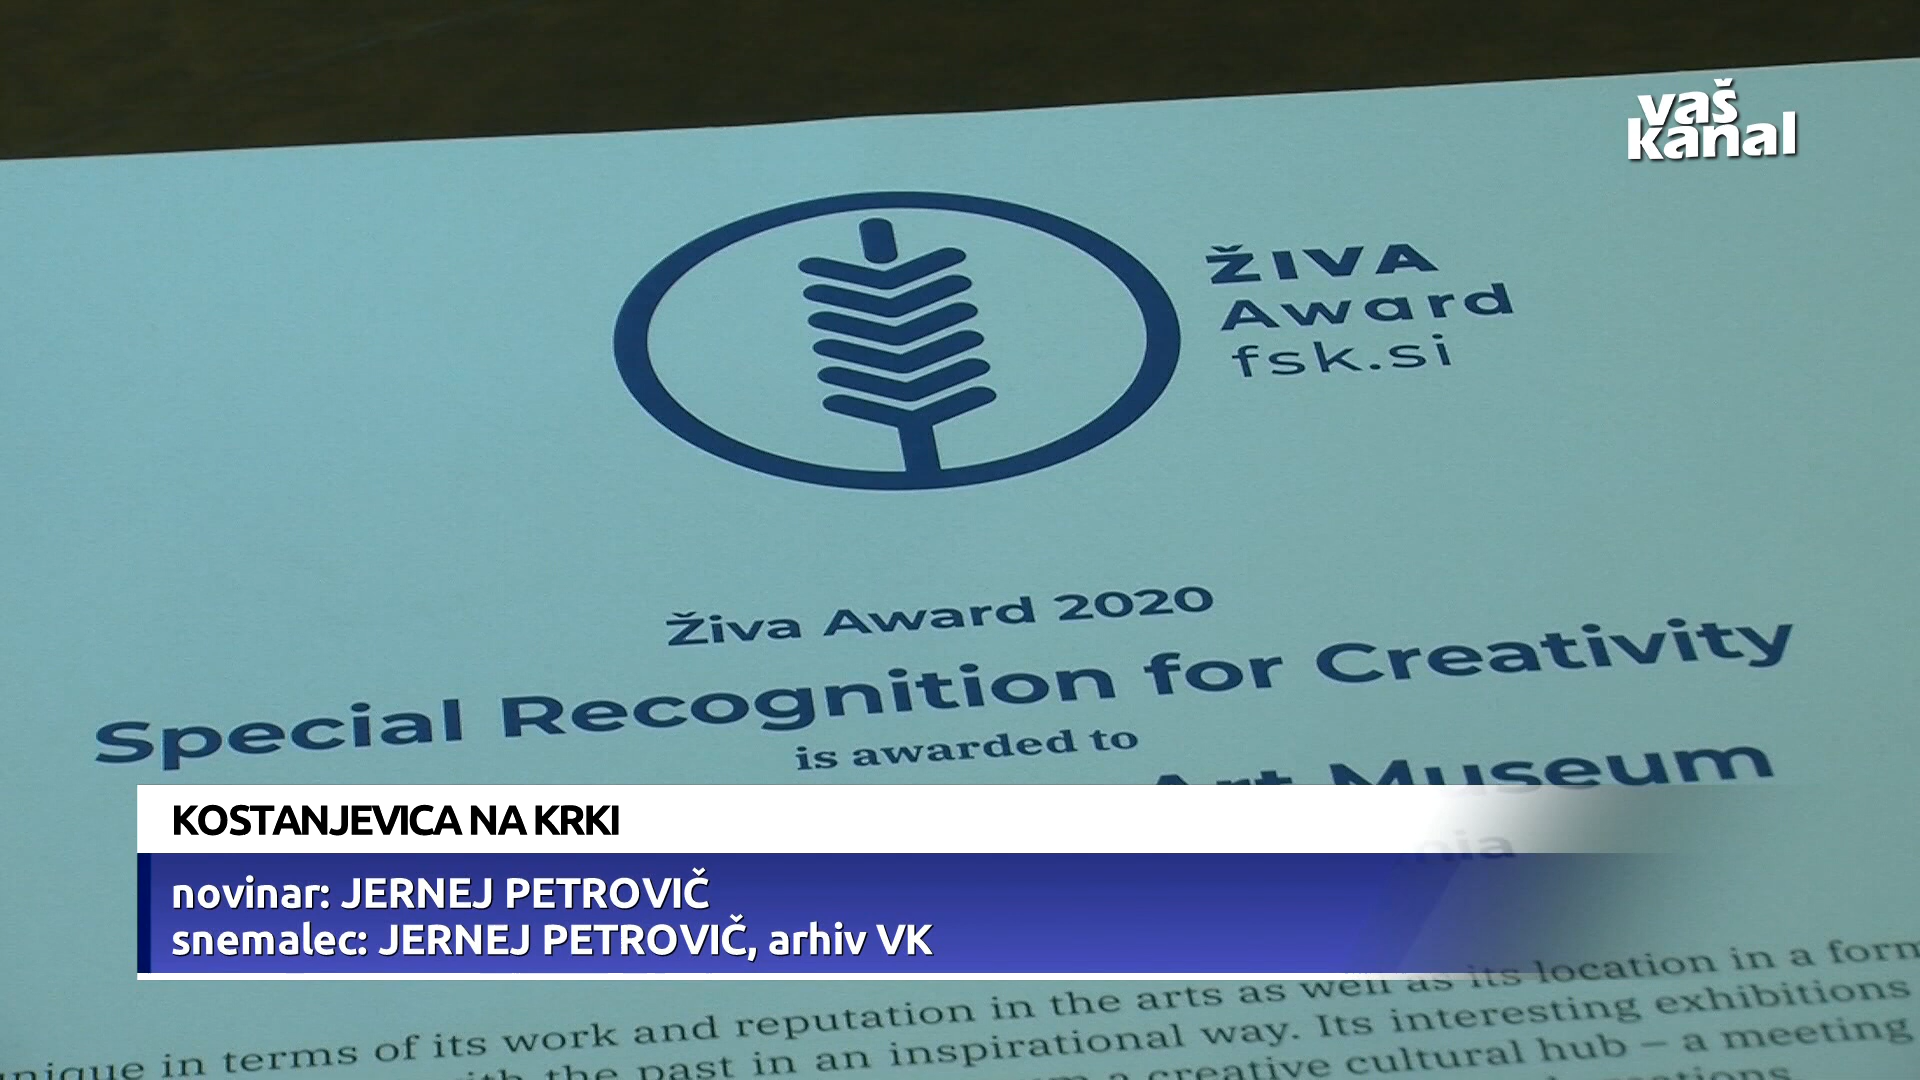 vaš
kanal
ŽIVA
Award
fsk.si
Živa Award 2020
Special Recognition for Creativity
is awarded to
Art Museum
KOSTANJEVICA NA KRKI
novinar: JERNEJ PETROVIČ
snemalec: JERNEJ PETROVIČ, arhiv VK
in terms of its work and reputation in the arts as well as its location in a
the past in an inspirational way. Its interesting exhibitions
a creative cultural hub – a meeting